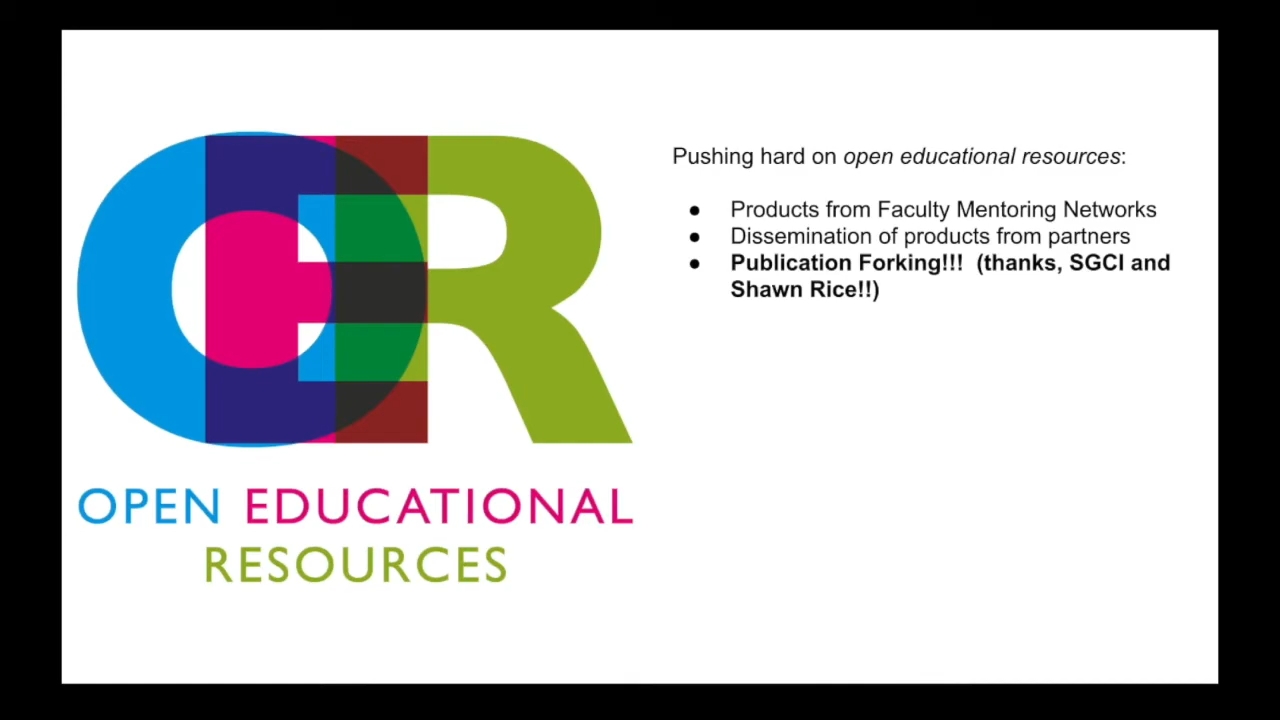 OER
OPEN EDUCATIONAL
RESOURCES
Pushing hard on open educational resources:
● Products from Faculty Mentoring Networks
● Dissemination of products from partners
● Publication Forking!!! (thanks, SGCI and
Shawn Rice!!)